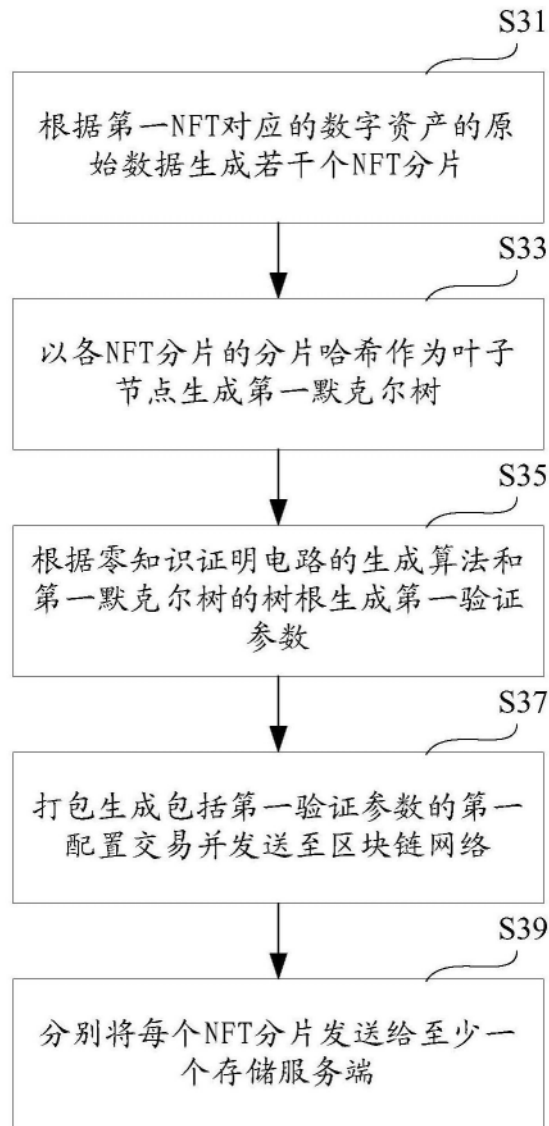 S31
根据第一NFT对应的数字资产的原
始数据生成若干个NFT分片
S33
以各NFT分片的分片哈希作为叶子
节点生成第一默克尔树
S35
根据零知识证明电路的生成算法和
第一默克尔树的树根生成第一验证
参数
S37
打包生成包括第一验证参数的第一
配置交易并发送至区块链网络
S39
分别将每个NFT分片发送给至少一
个存储服务端